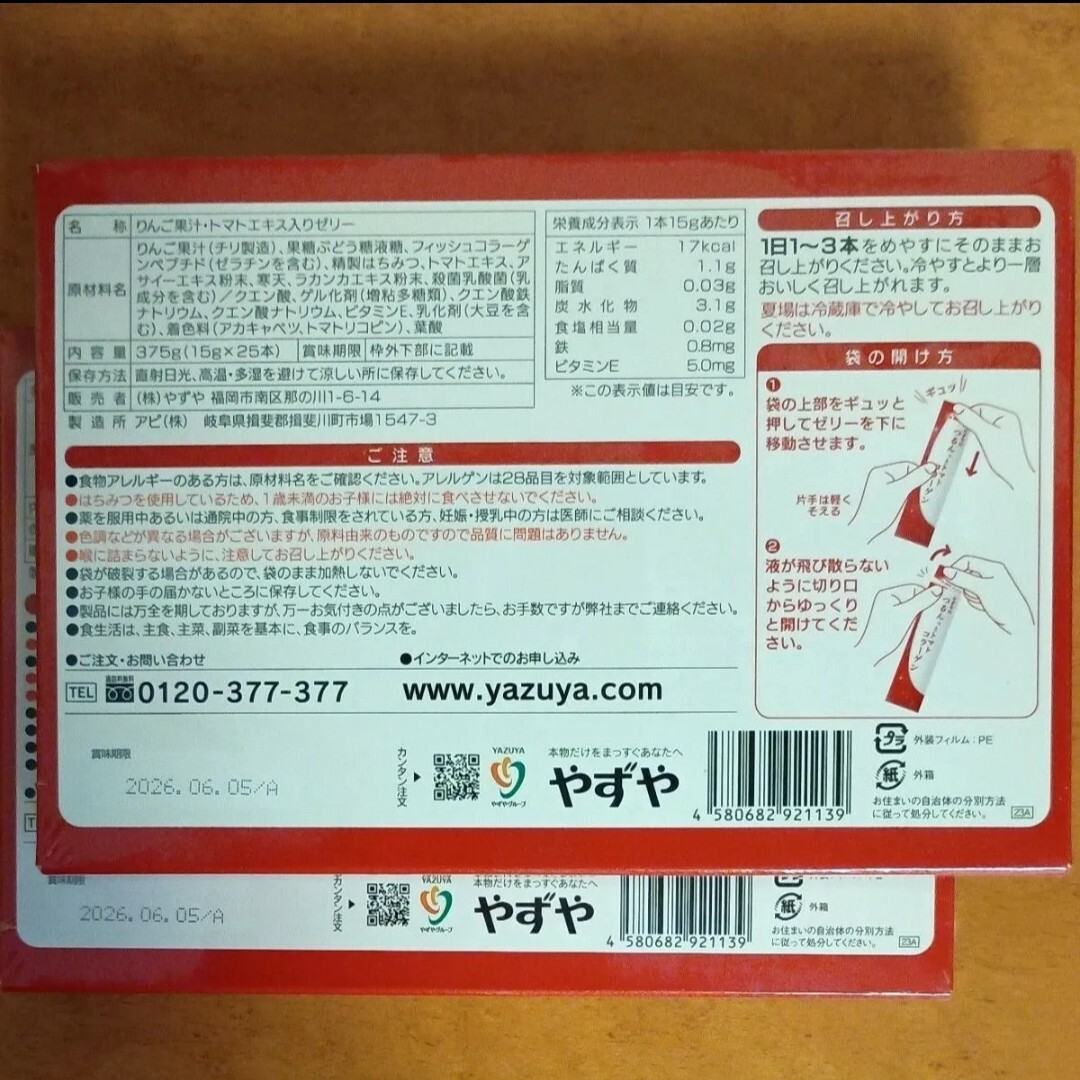 名称 りんご果汁・トマトエキス入りゼリー
原材料名 りんご果汁(チリ製造)、果糖ぶどう糖液糖、フィッシュコラーゲ
ンペプチド(ゼラチンを含む)、精製はちみつ、トマトエキス、ア
サイーエキス粉末、寒天、ラカンカエキス粉末、殺菌乳酸菌(乳
成分を含む)/クエン酸、ゲル化剤(増粘多糖類)、クエン酸鉄
ナトリウム、クエン酸ナトリウム、ビタミンE、乳化剤(大豆を含
む)、着色料(アカキャベツ、トマトリコピン)、葉酸
内容量 375g(15g×25本) 賞味期限 枠外下部に記載
保存方法 直射日光、高温・多湿を避けて涼しい所に保存してください。
販売者 (株)やずや 福岡市南区那の川1-6-14
製造所 アピ(株) 岐阜県揖斐郡揖斐川町市場1547-3
栄養成分表示 1本15gあたり
エネルギー 17kcal
たんぱく質 1.1g
脂質 0.03g
炭水化物 3.1g
食塩相当量 0.02g
鉄 0.8mg
ビタミンE 5.0mg
※この表示値は目安です。
召し上がり方
1日1〜3本をめやすにそのままお
召し上がりください。冷やすとより一層
おいしく召し上がれます。
夏場は冷蔵庫で冷やしてお召し上がり
ください。
袋の開け方
1
袋の上部をギュッと
押してゼリーを下に
移動させます。
ギュッ
片手は軽く
そえる
2
液が飛び散らない
ように切り口
からゆっくり
と開けてくだ
さい。
ご注意
●食物アレルギーのある方は、原材料名をご確認ください。アレルゲンは28品目を対象範囲としています。
●はちみつを使用しているため、1歳未満のお子様には絶対に食べさせないでください。
●薬を服用中あるいは通院中の方、食事制限をされている方、妊娠・授乳中の方は医師にご相談ください。
●色調などが異なる場合がございますが、原料由来のものですので品質に問題はありません。
●喉に詰まらないように、注意してお召し上がりください。
●袋が破裂する場合があるので、袋のまま加熱しないでください。
●お子様の手の届かないところに保存してください。
●製品には万全を期しておりますが、万一お気付きの点がございましたら、お手数ですが弊社までご連絡ください。
●食生活は、主食、主菜、副菜を基本に、食事のバランスを。
●ご注文・お問い合わせ
TEL 通話料無料 0120-377-377
●インターネットでのお申し込み
www.yazuya.com
賞味期限
2026.06.05/A
カンタン注文
YAZUYA
やずやグループ
本物だけをまっすぐあなたへ
やずや
4 580682 921139
プラ 外装フィルム:PE
紙 外箱
お住まいの自治体の分別方法
に従って処分してください。
23A
賞味期限
2026.06.05/A
カンタン注文
YAZUYA
やずやグループ
本物だけをまっすぐあなたへ
やずや
4 580682 921139
紙 外箱
お住まいの自治体の分別方法
に従って処分してください。
23A